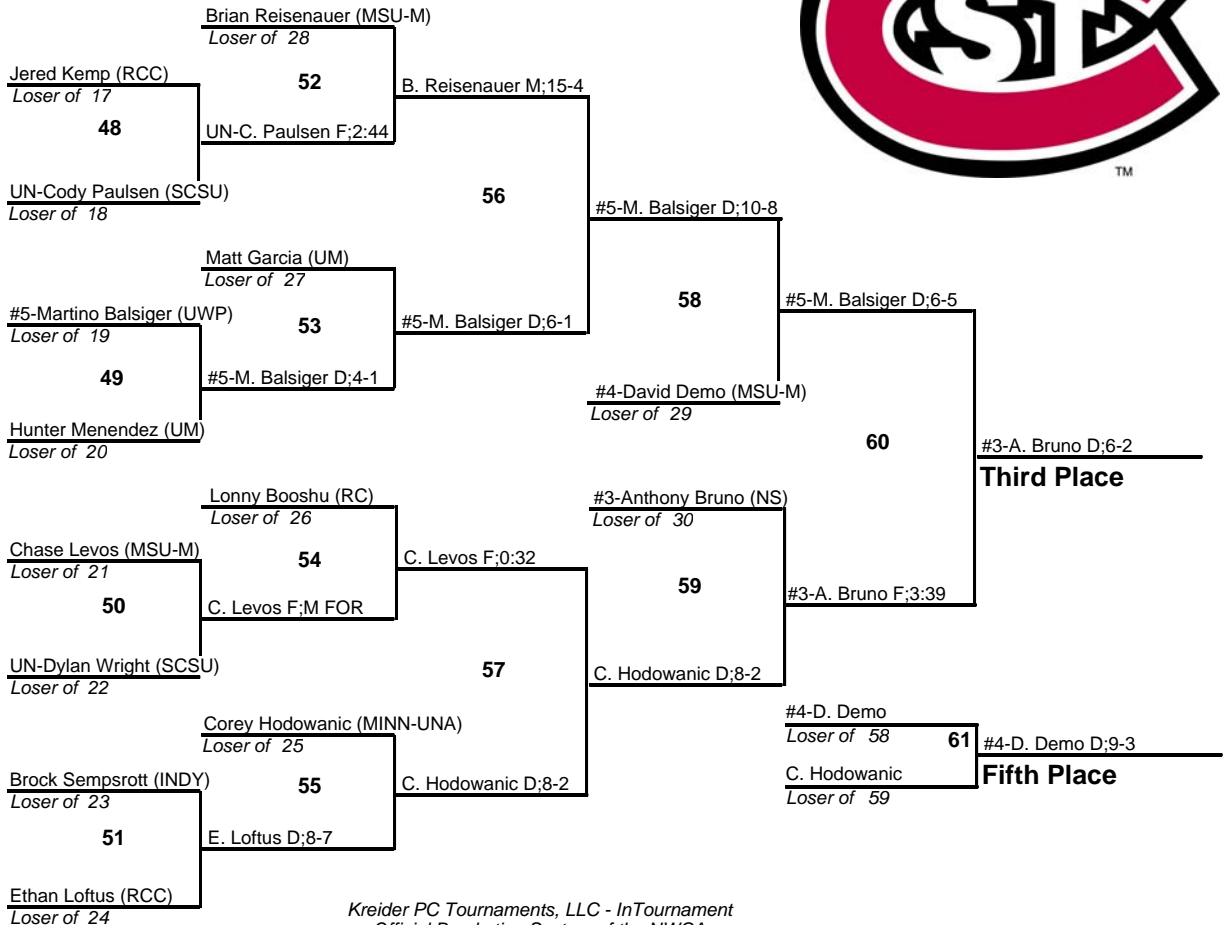 Brian Reisenauer (MSU-M)
Loser of 28
Jered Kemp (RCC)
Loser of 17
52
B. Reisenauer M;15-4
48
UN-C. Paulsen F;2:44
UN-Cody Paulsen (SCSU)
Loser of 18
56
#5-M. Balsiger D;10-8
Matt Garcia (UM)
Loser of 27
#5-Martino Balsiger (UWP)
Loser of 19
53
#5-M. Balsiger D;6-1
58
#5-M. Balsiger D;6-5
49
#5-M. Balsiger D;4-1
#4-David Demo (MSU-M)
Loser of 29
Hunter Menendez (UM)
Loser of 20
60
#3-A. Bruno D;6-2
Third Place
Lonny Booshu (RC)
Loser of 26
#3-Anthony Bruno (NS)
Loser of 30
Chase Levos (MSU-M)
Loser of 21
54
C. Levos F;0:32
59
#3-A. Bruno F;3:39
50
C. Levos F;M FOR
UN-Dylan Wright (SCSU)
Loser of 22
57
C. Hodowanic D;8-2
Corey Hodowanic (MINN-UNA)
Loser of 25
#4-D. Demo
Loser of 58
61
#4-D. Demo D;9-3
Fifth Place
C. Hodowanic
Loser of 59
Brock Sempsrott (INDY)
Loser of 23
55
C. Hodowanic D;8-2
51
E. Loftus D;8-7
Ethan Loftus (RCC)
Loser of 24
Kreider PC Tournaments, LLC - InTournament
ST
TM